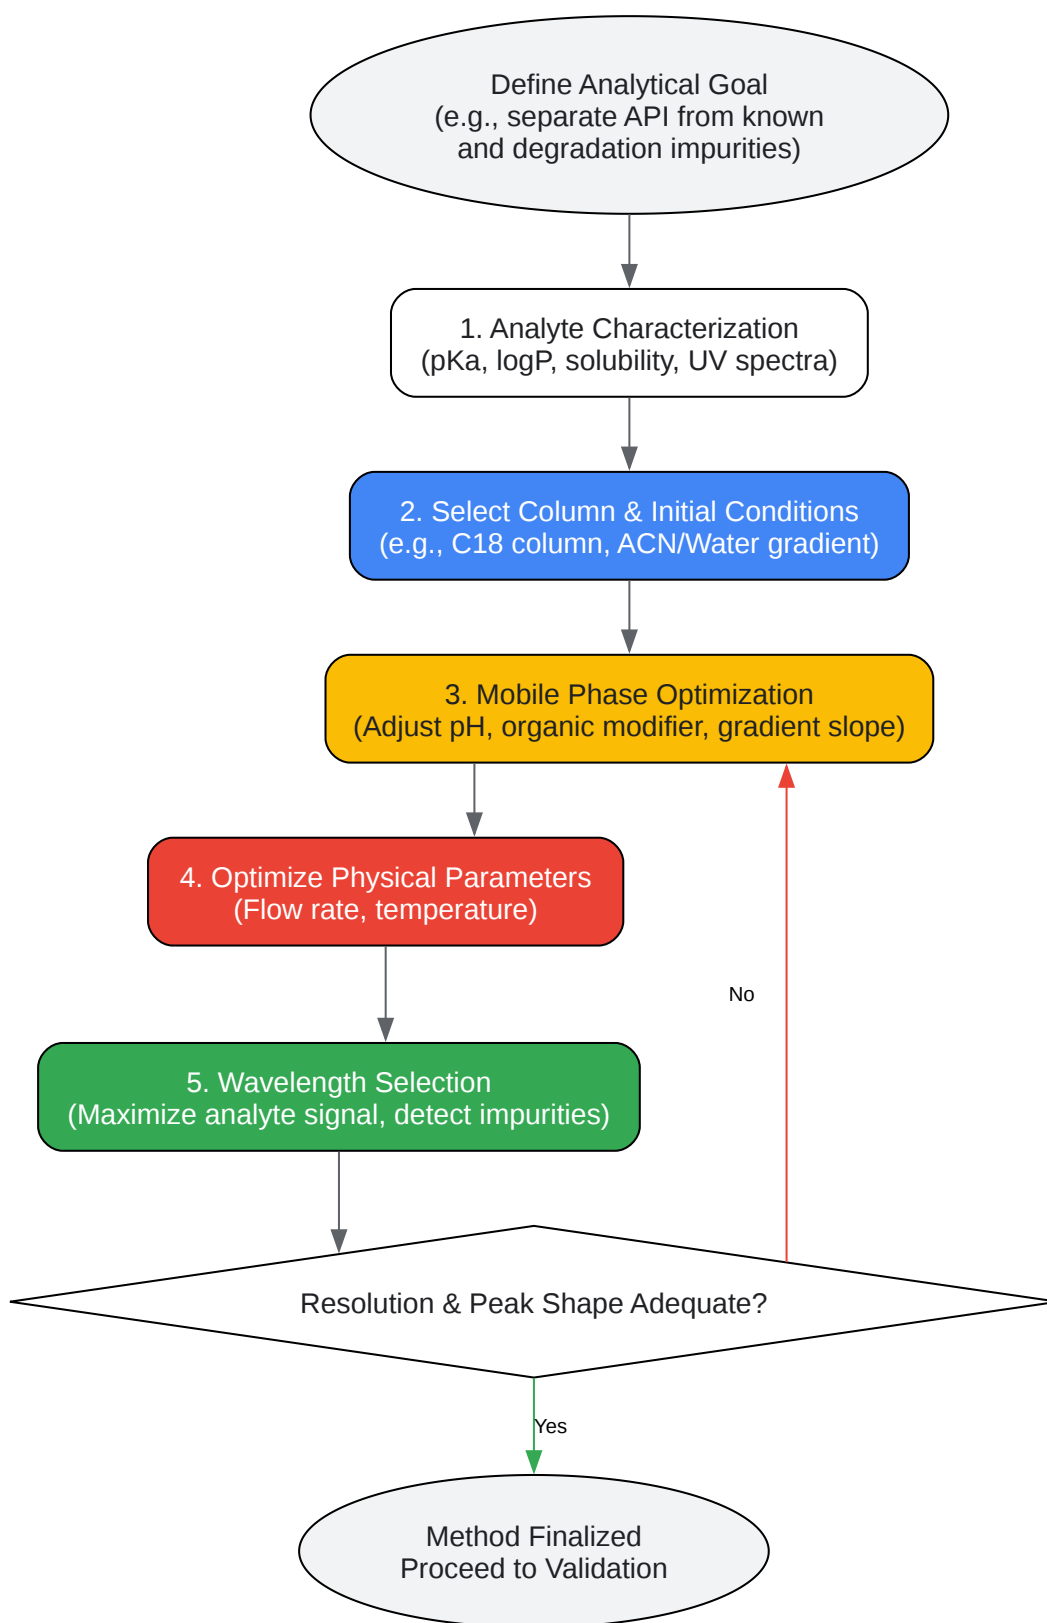 Define Analytical Goal
(e.g., separate API from known
and degradation impurities)
1. Analyte Characterization
(pKa, logP, solubility, UV spectra)
2. Select Column & Initial Conditions
(e.g., C18 column, ACN/Water gradient)
3. Mobile Phase Optimization
(Adjust pH, organic modifier, gradient slope)
4. Optimize Physical Parameters
(Flow rate, temperature)
No
5. Wavelength Selection
(Maximize analyte signal, detect impurities)
Resolution & Peak Shape Adequate?
Yes
Method Finalized
Proceed to Validation